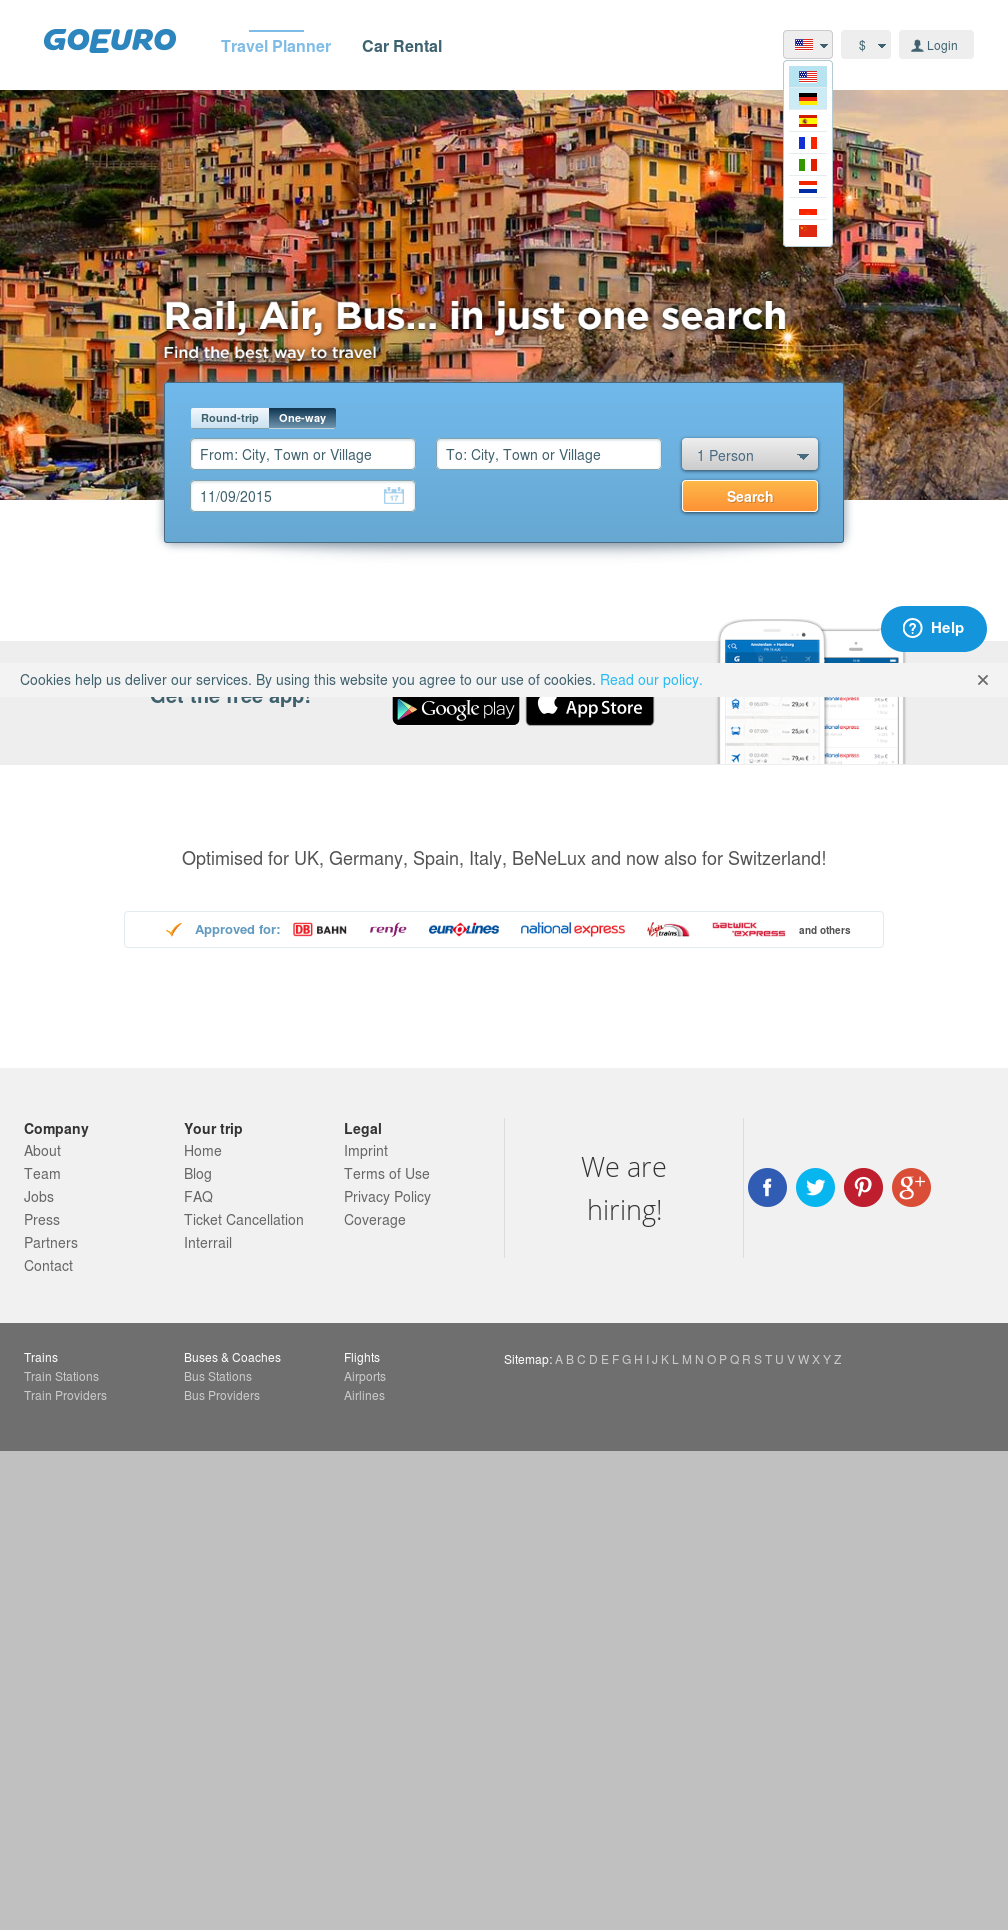 GOEURO
Travel Planner
Car Rental
$
Login
Rail, Air, Bus... in just one search
Find the best way to travel
Round-trip
One-way
From: City, Town or Village
To: City, Town or Village
1 Person
11/09/2015
17
Search
Help
Cookies help us deliver our services. By using this website you agree to our use of cookies. Read our policy.
Get the free app!
Google play
App Store
Optimised for UK, Germany, Spain, Italy, BeNeLux and now also for Switzerland!
Approved for:
DB BAHN
renfe
EUROLINES
national express
Virgin trains
GATWICK EXPRESS
and others
Company
About
Team
Jobs
Press
Partners
Contact
Your trip
Home
Blog
FAQ
Ticket Cancellation
Interrail
Legal
Imprint
Terms of Use
Privacy Policy
Coverage
We are
hiring!
Trains
Train Stations
Train Providers
Buses & Coaches
Bus Stations
Bus Providers
Flights
Airports
Airlines
Sitemap: A B C D E F G H I J K L M N O P Q R S T U V W X Y Z